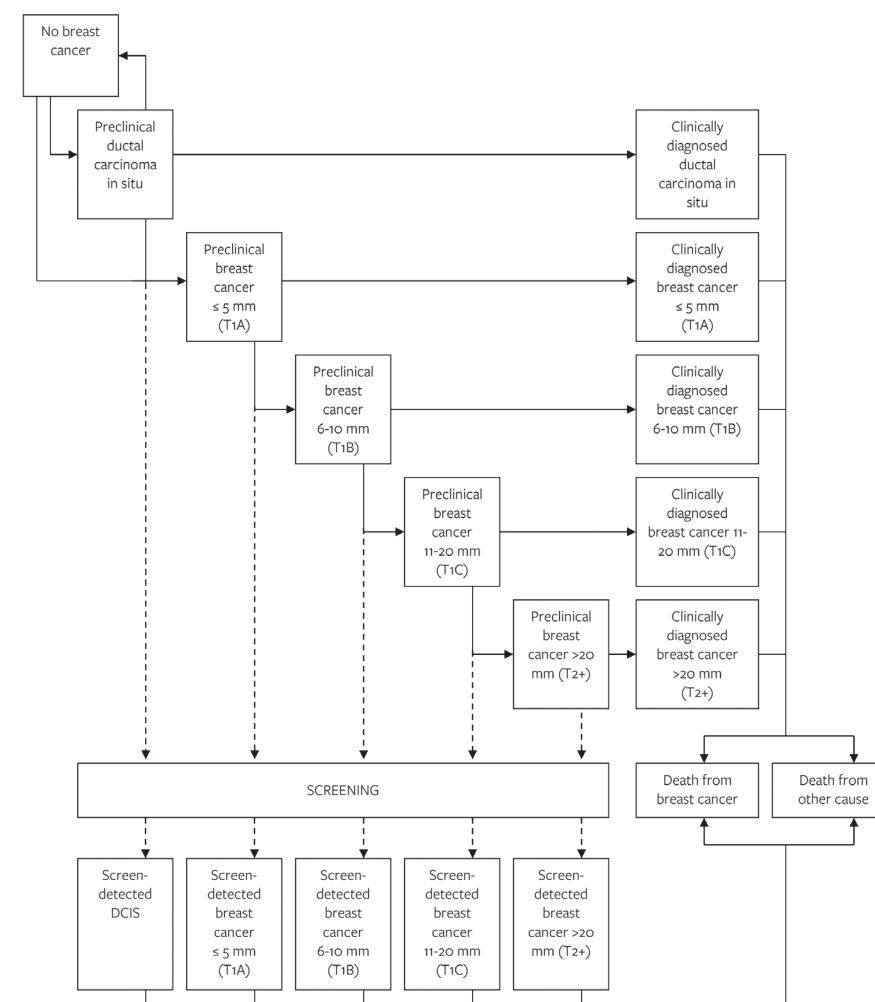 No breast
cancer
Preclinical
ductal
carcinoma
in situ
Clinically
diagnosed
ductal
carcinoma in
situ
Preclinical
breast
cancer
≤ 5 mm
(T1A)
Clinically
diagnosed
breast cancer
≤ 5 mm
(T1A)
Preclinical
breast
cancer
6-10 mm
(T1B)
Clinically
diagnosed
breast cancer
6-10 mm (T1B)
Preclinical
breast
cancer
11-20 mm
(T1C)
Clinically
diagnosed
breast cancer 11-
20 mm (T1C)
Preclinical
breast
cancer >20
mm (T2+)
Clinically
diagnosed
breast cancer
>20 mm
(T2+)
SCREENING
Death from
breast cancer
Death from
other cause
Screen-
detected
DCIS
Screen-
detected
breast
cancer
≤ 5 mm
(T1A)
Screen-
detected
breast
cancer
6-10 mm
(T1B)
Screen-
detected
breast
cancer
11-20 mm
(T1C)
Screen-
detected
breast
cancer >20
mm (T2+)